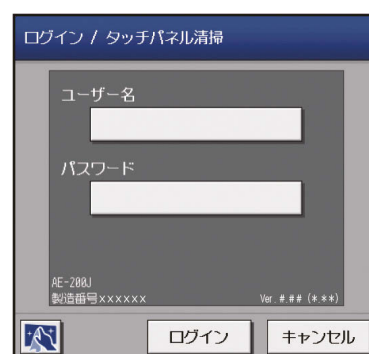 ログイン / タッチパネル清掃
ユーザー名
パスワード
AE-200J
製造番号xxxxxx
Ver.#.## (*.**)
ログイン
キャンセル